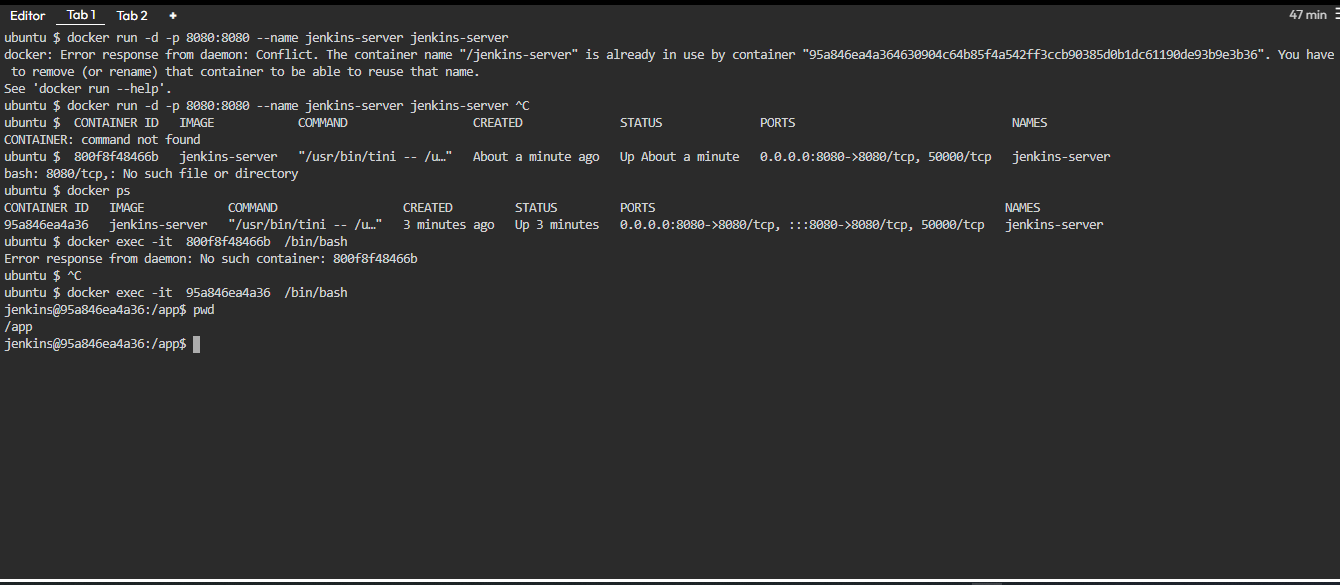 Editor Tab 1 Tab 2 + 47 min
ubuntu $ docker run -d -p 8080:8080 --name jenkins-server jenkins-server
docker: Error response from daemon: Conflict. The container name "/jenkins-server" is already in use by container "95a846ea4a364630904c64b85f4a542ff3ccb90385d0b1dc61190de93b9e3b36". You have
 to remove (or rename) that container to be able to reuse that name.
See 'docker run --help'.
ubuntu $ docker run -d -p 8080:8080 --name jenkins-server jenkins-server ^C
ubuntu $  CONTAINER ID   IMAGE            COMMAND                  CREATED              STATUS              PORTS                               NAMES
CONTAINER: command not found
ubuntu $  800f8f48466b   jenkins-server   "/usr/bin/tini -- /u…"   About a minute ago   Up About a minute   0.0.0.0:8080->8080/tcp, 50000/tcp   jenkins-server
bash: 8080/tcp,: No such file or directory
ubuntu $ docker ps
CONTAINER ID   IMAGE            COMMAND                  CREATED         STATUS         PORTS                                                  NAMES
95a846ea4a36   jenkins-server   "/usr/bin/tini -- /u…"   3 minutes ago   Up 3 minutes   0.0.0.0:8080->8080/tcp, :::8080->8080/tcp, 50000/tcp   jenkins-server
ubuntu $ docker exec -it  800f8f48466b  /bin/bash
Error response from daemon: No such container: 800f8f48466b
ubuntu $ ^C
ubuntu $ docker exec -it  95a846ea4a36  /bin/bash
jenkins@95a846ea4a36:/app$ pwd
/app
jenkins@95a846ea4a36:/app$